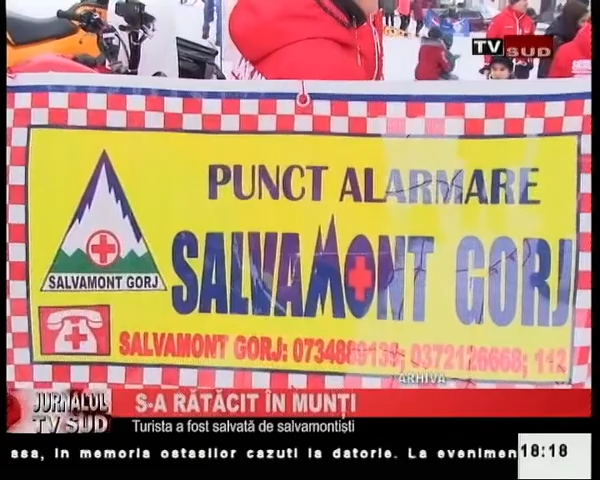 TV SUD
PUNCT ALARMARE
SALVAMONT GORJ
SALVAMONT GORJ
SALVAMONT GORJ: 0372126668; 112
ARHIVA
JURNALUL
TV SUD
S-A RĂTĂCIT ÎN MUNȚI
Turista a fost salvată de salvamontiști
asa, in memoria ostasilor cazuti la datorie. La evenimen
18:18